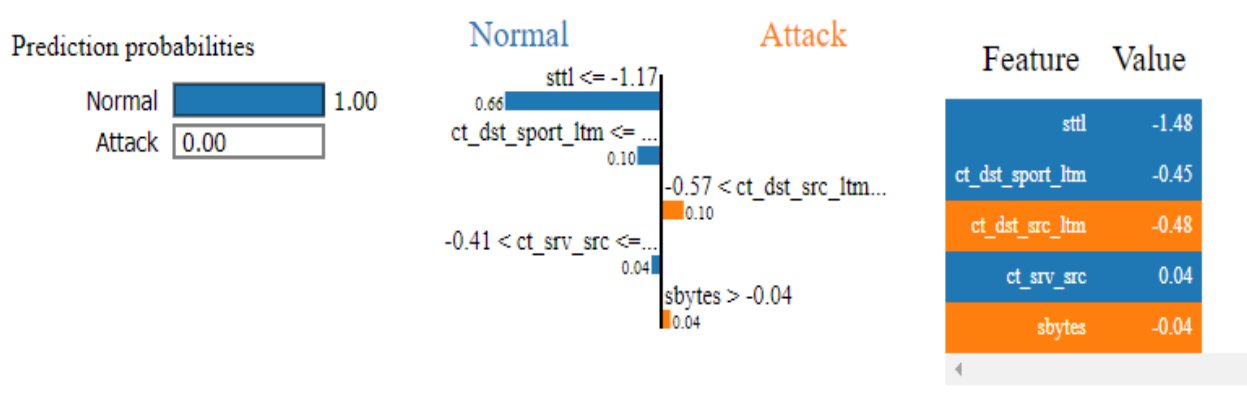 Prediction probabilities
Normal 1.00
Attack 0.00
Normal Attack
sttl <= -1.17
0.66
ct_dst_sport_ltm <= ...
0.10
-0.57 < ct_dst_src_ltm...
0.10
-0.41 < ct_srv_src <=...
0.04
sbytes > -0.04
0.04
Feature Value
sttl -1.48
ct_dst_sport_ltm -0.45
ct_dst_src_ltm -0.48
ct_srv_src 0.04
sbytes -0.04